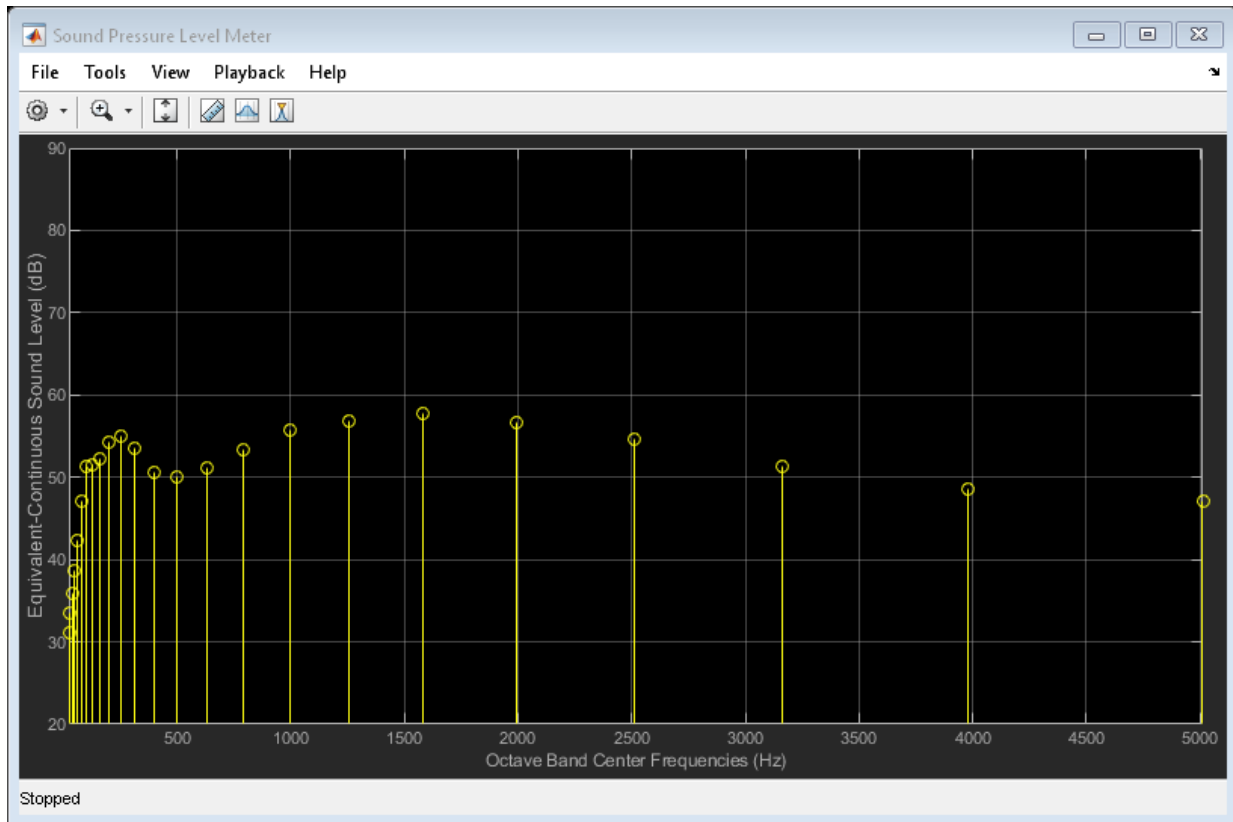 Sound Pressure Level Meter
File Tools View Playback Help
90
80
70
60
50
40
30
20
Equivalent-Continuous Sound Level (dB)
500 1000 1500 2000 2500 3000 3500 4000 4500 5000
Octave Band Center Frequencies (Hz)
Stopped